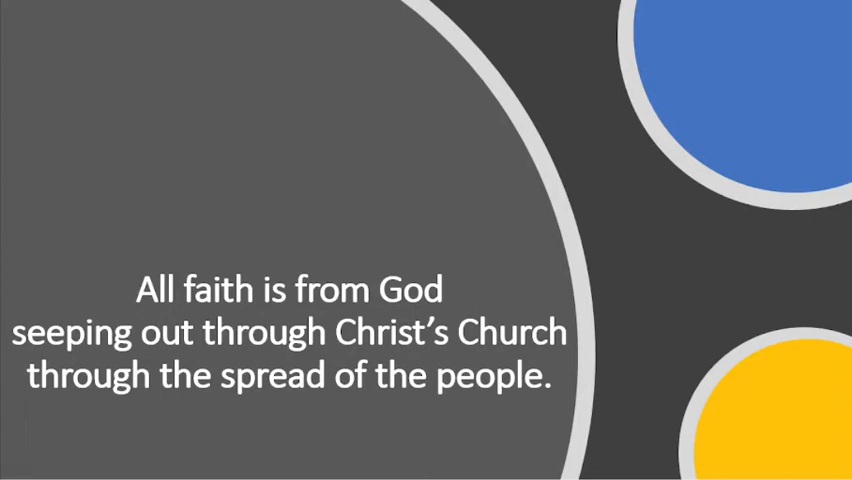 All faith is from God
seeping out through Christ’s Church
through the spread of the people.